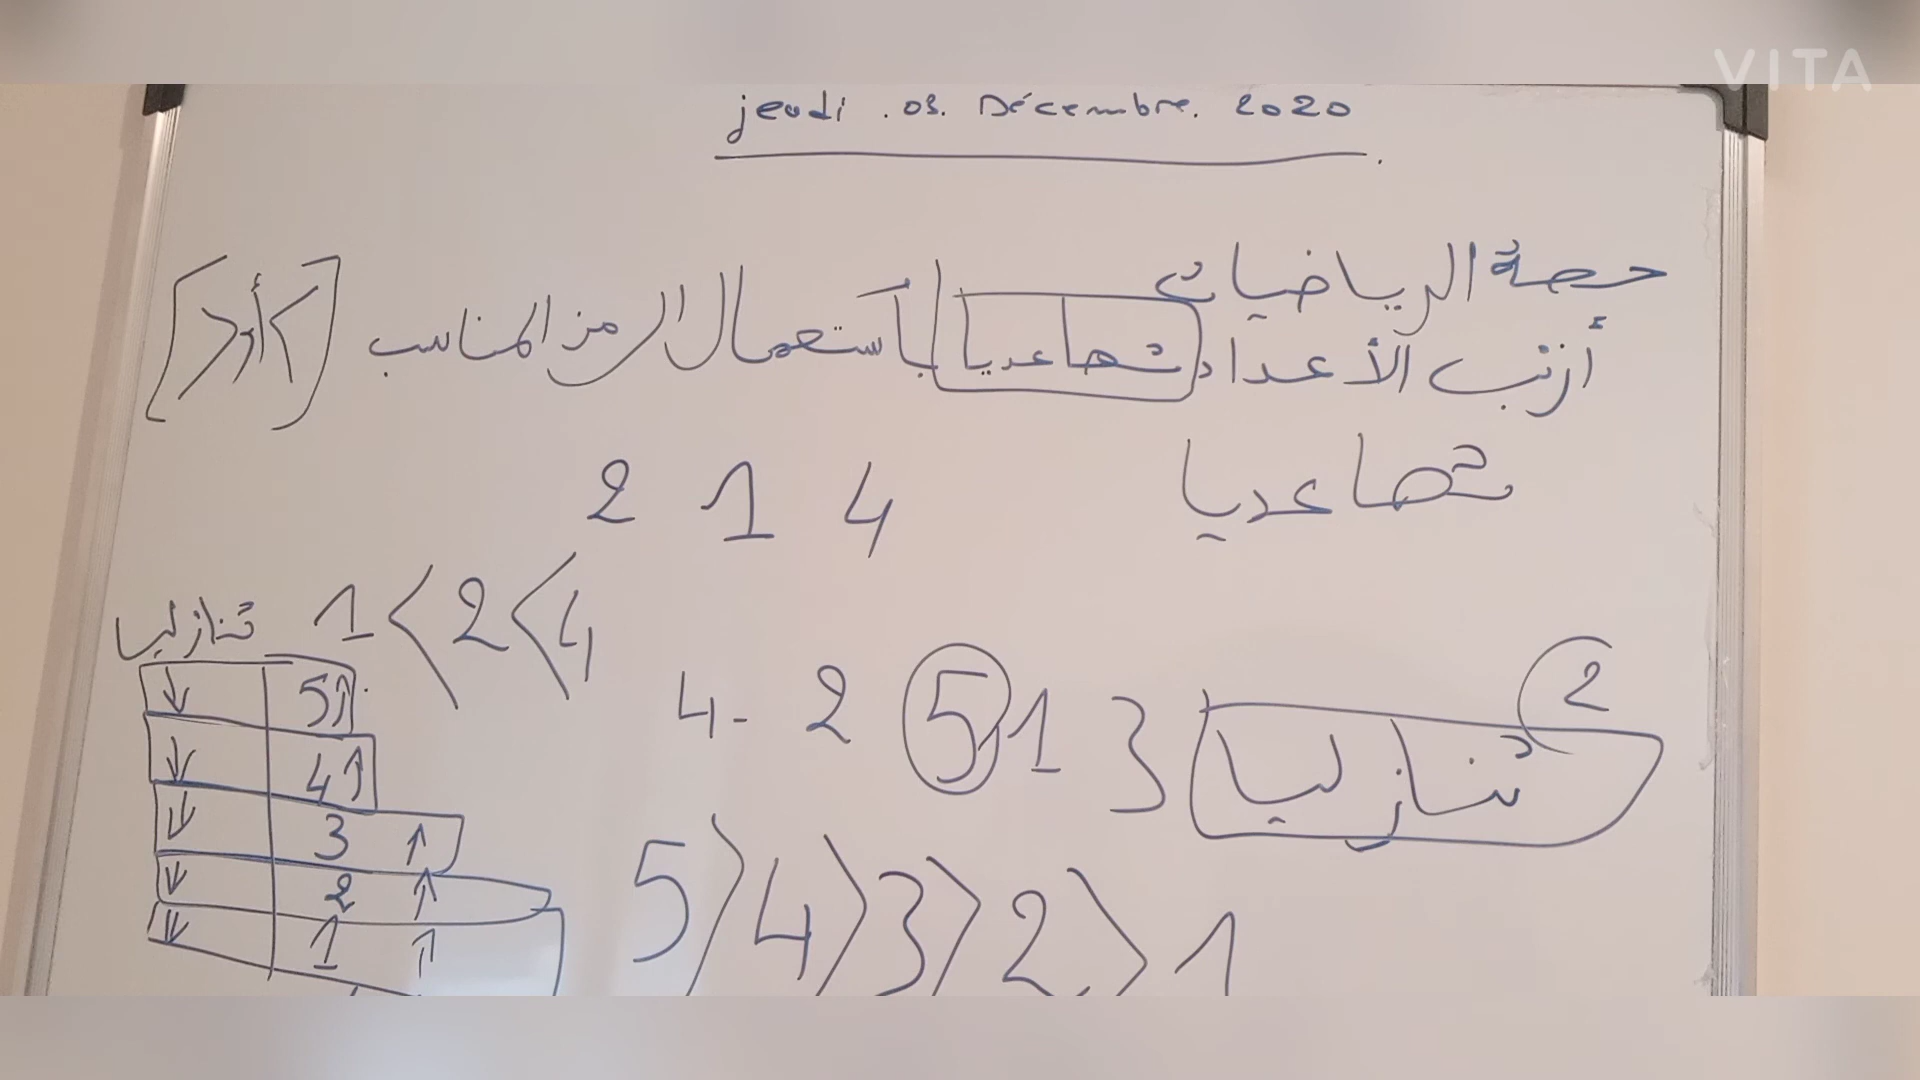 VITA
jeudi . 03. Décembre. 2020
حصة الرياضيات
أرتب الأعداد تصاعديا باستعمال الرمز المناسب [> أو <]
تصاعديا
2 1 4
1 < 2 < 4
2
تنازليا
4 - 2 5 1 3
5 > 4 > 3 > 2 > 1
تنازليا
↓ 5 ↑
↓ 4 ↑
↓ 3 ↑
↓ 2 ↑
↓ 1 ↑